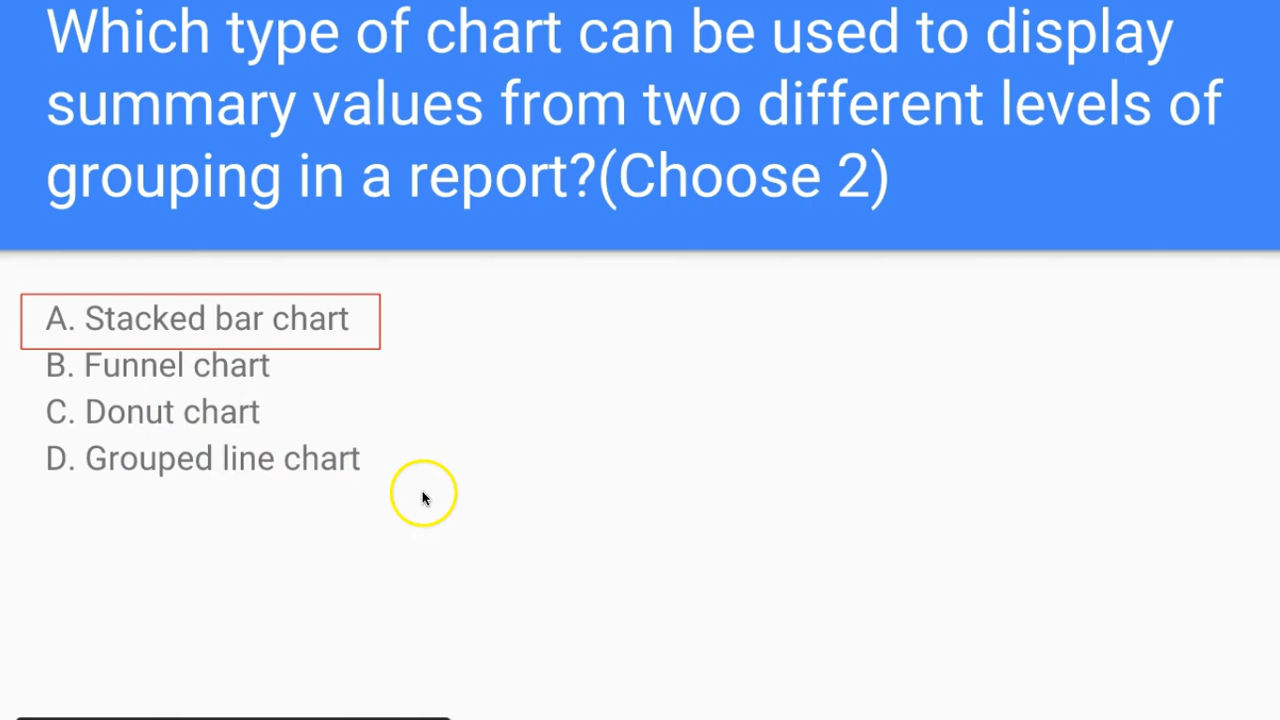 Which type of chart can be used to display
summary values from two different levels of
grouping in a report?(Choose 2)
A. Stacked bar chart
B. Funnel chart
C. Donut chart
D. Grouped line chart